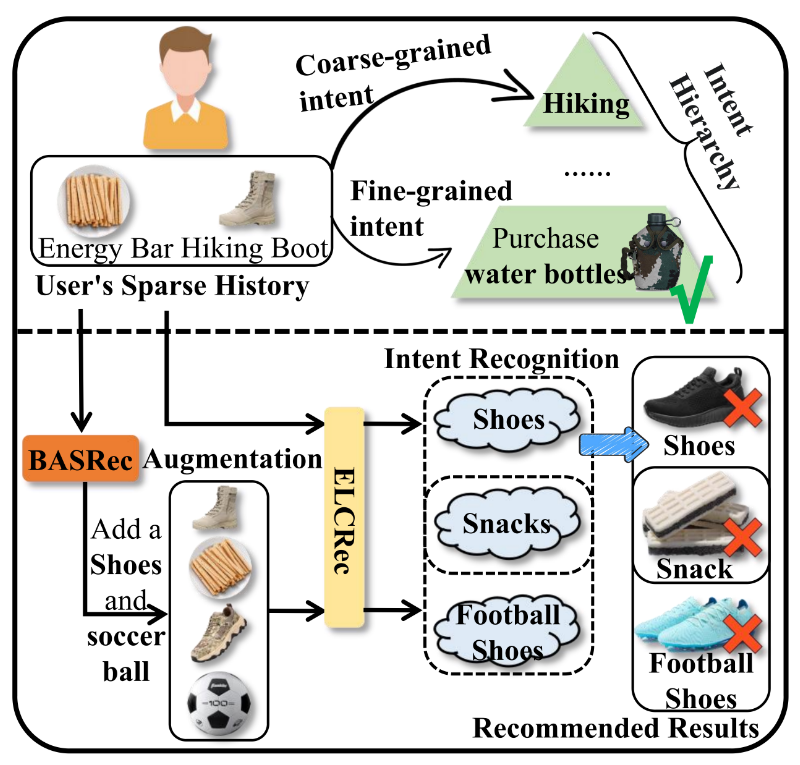 Coarse-grained
intent
Hiking
Intent
Hierarchy
......
Fine-grained
intent
Energy Bar Hiking Boot
User's Sparse History
Purchase
water bottles
Intent Recognition
Shoes
Shoes
BASRec
Augmentation
ELCRec
Add a
Shoes
and
soccer
ball
100
Snacks
Snack
Football
Shoes
Football
Shoes
Recommended Results